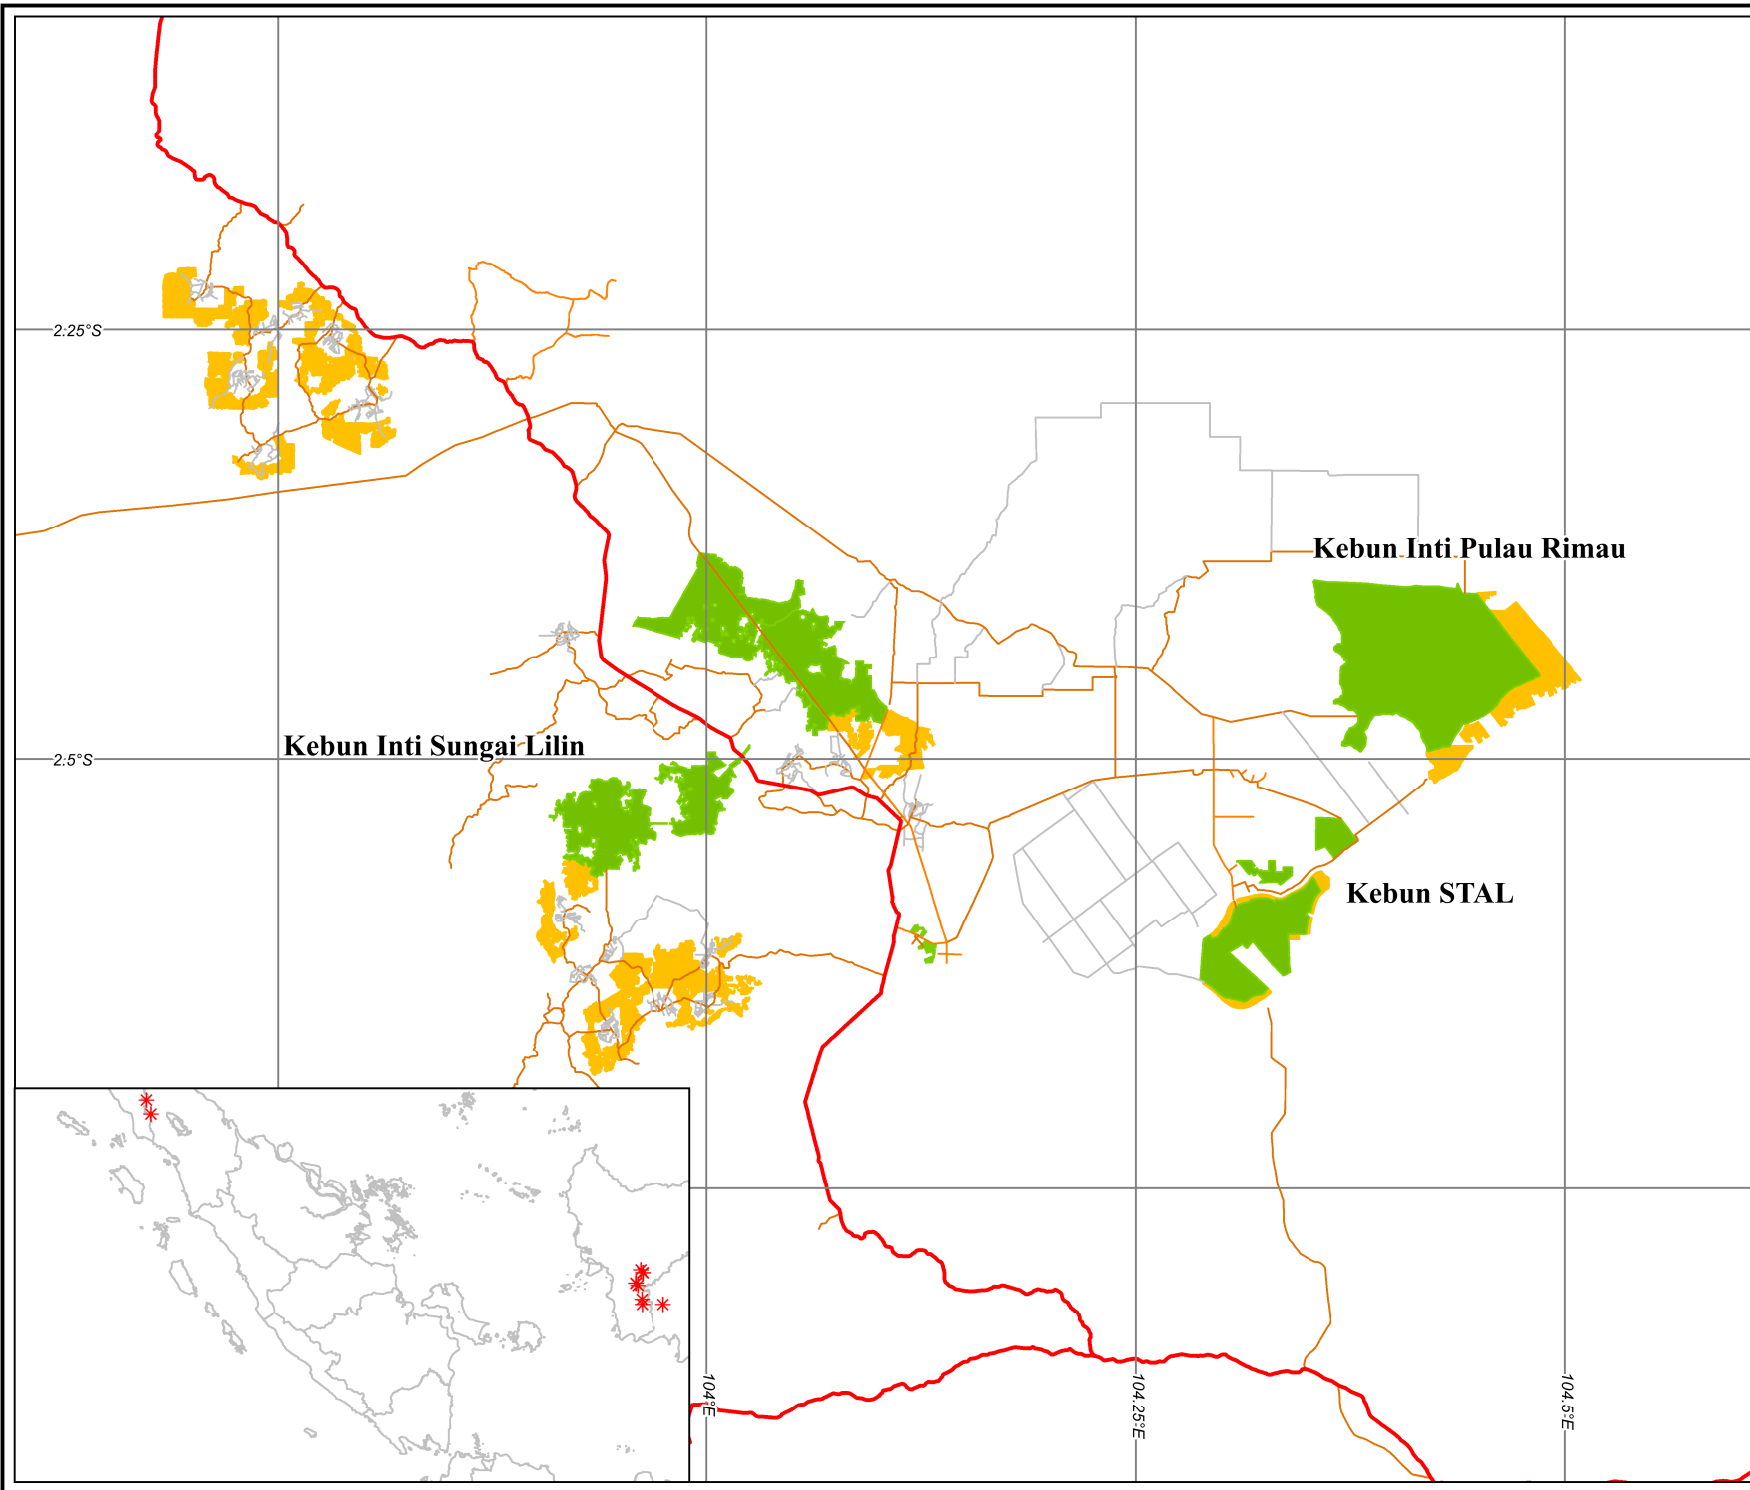 2.25°S
Kebun Inti Pulau Rimau
Kebun Inti Sungai Lilin
2.5°S
Kebun STAL
104°E
104.25°E
104.5°E